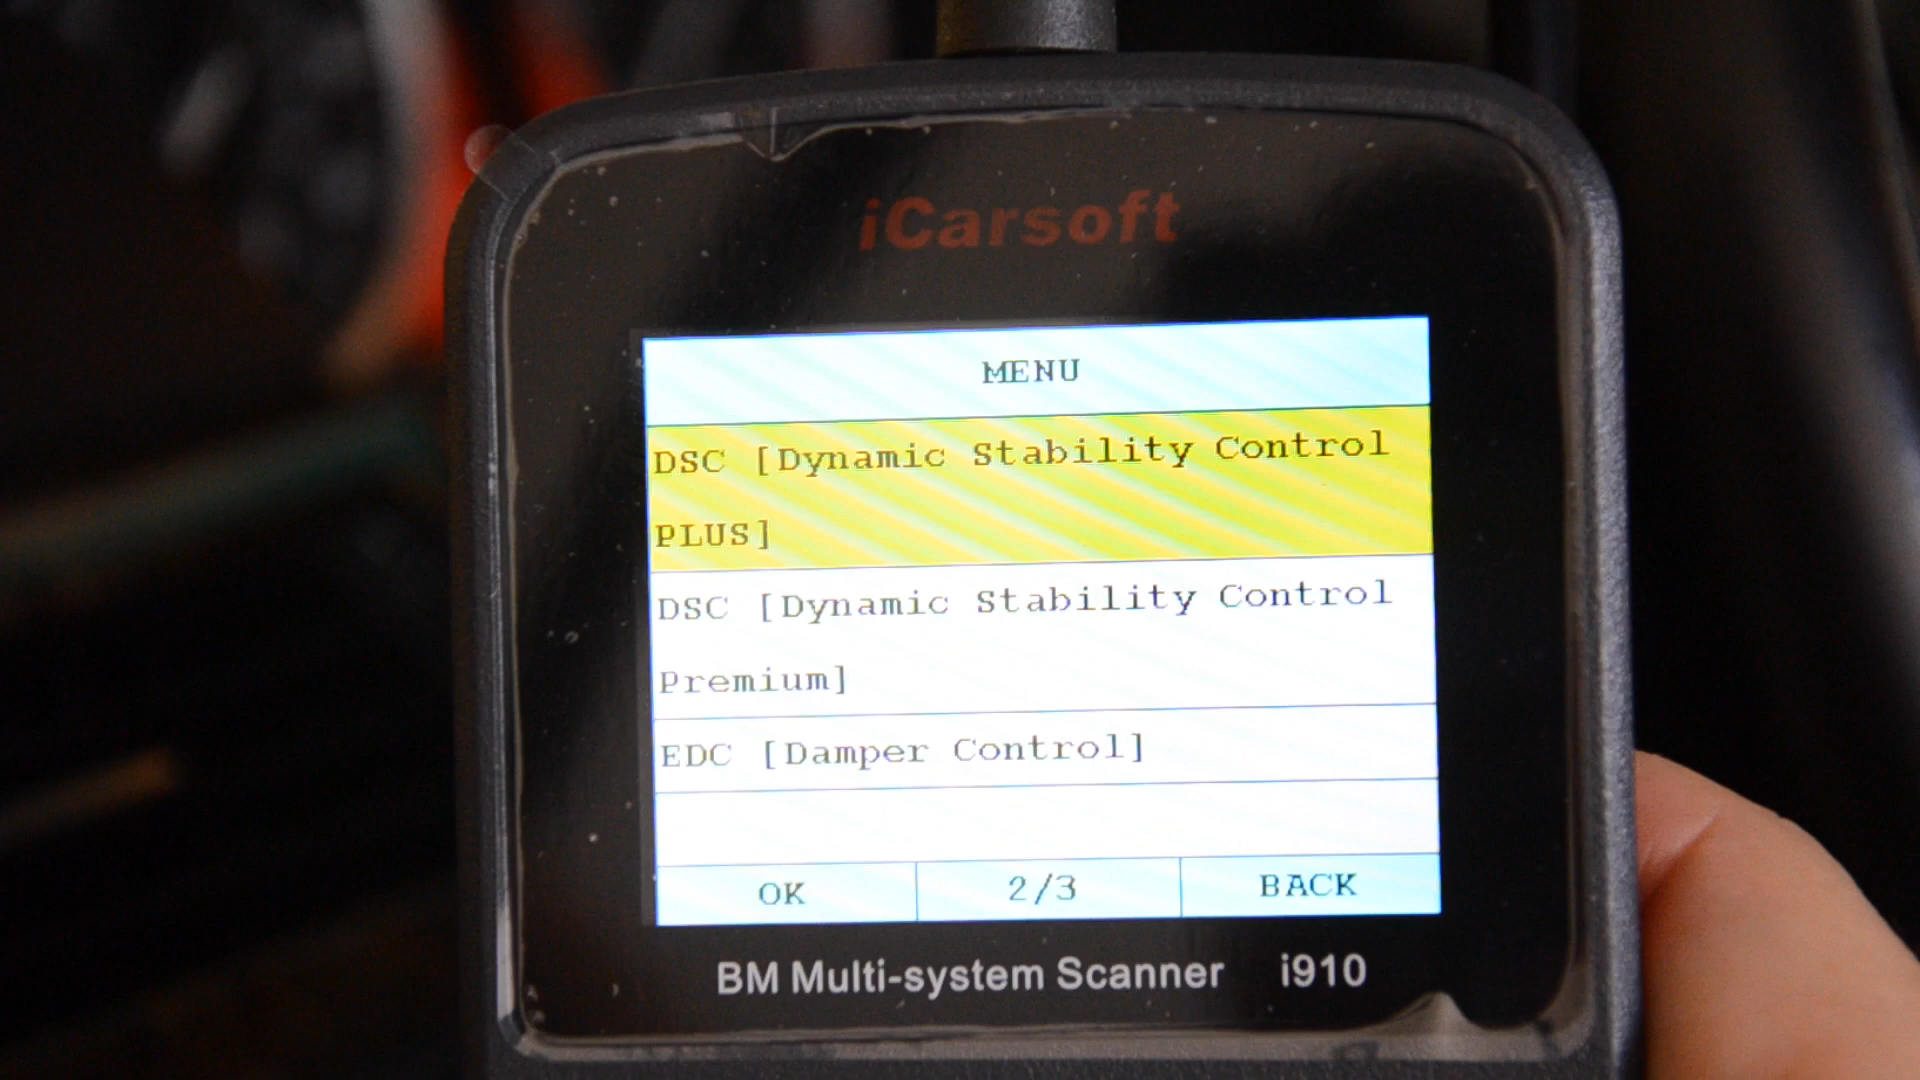 iCarsoft
MENU
DSC [Dynamic Stability Control
PLUS]
DSC [Dynamic Stability Control
Premium]
EDC [Damper Control]
OK 2/3 BACK
BM Multi-system Scanner i910